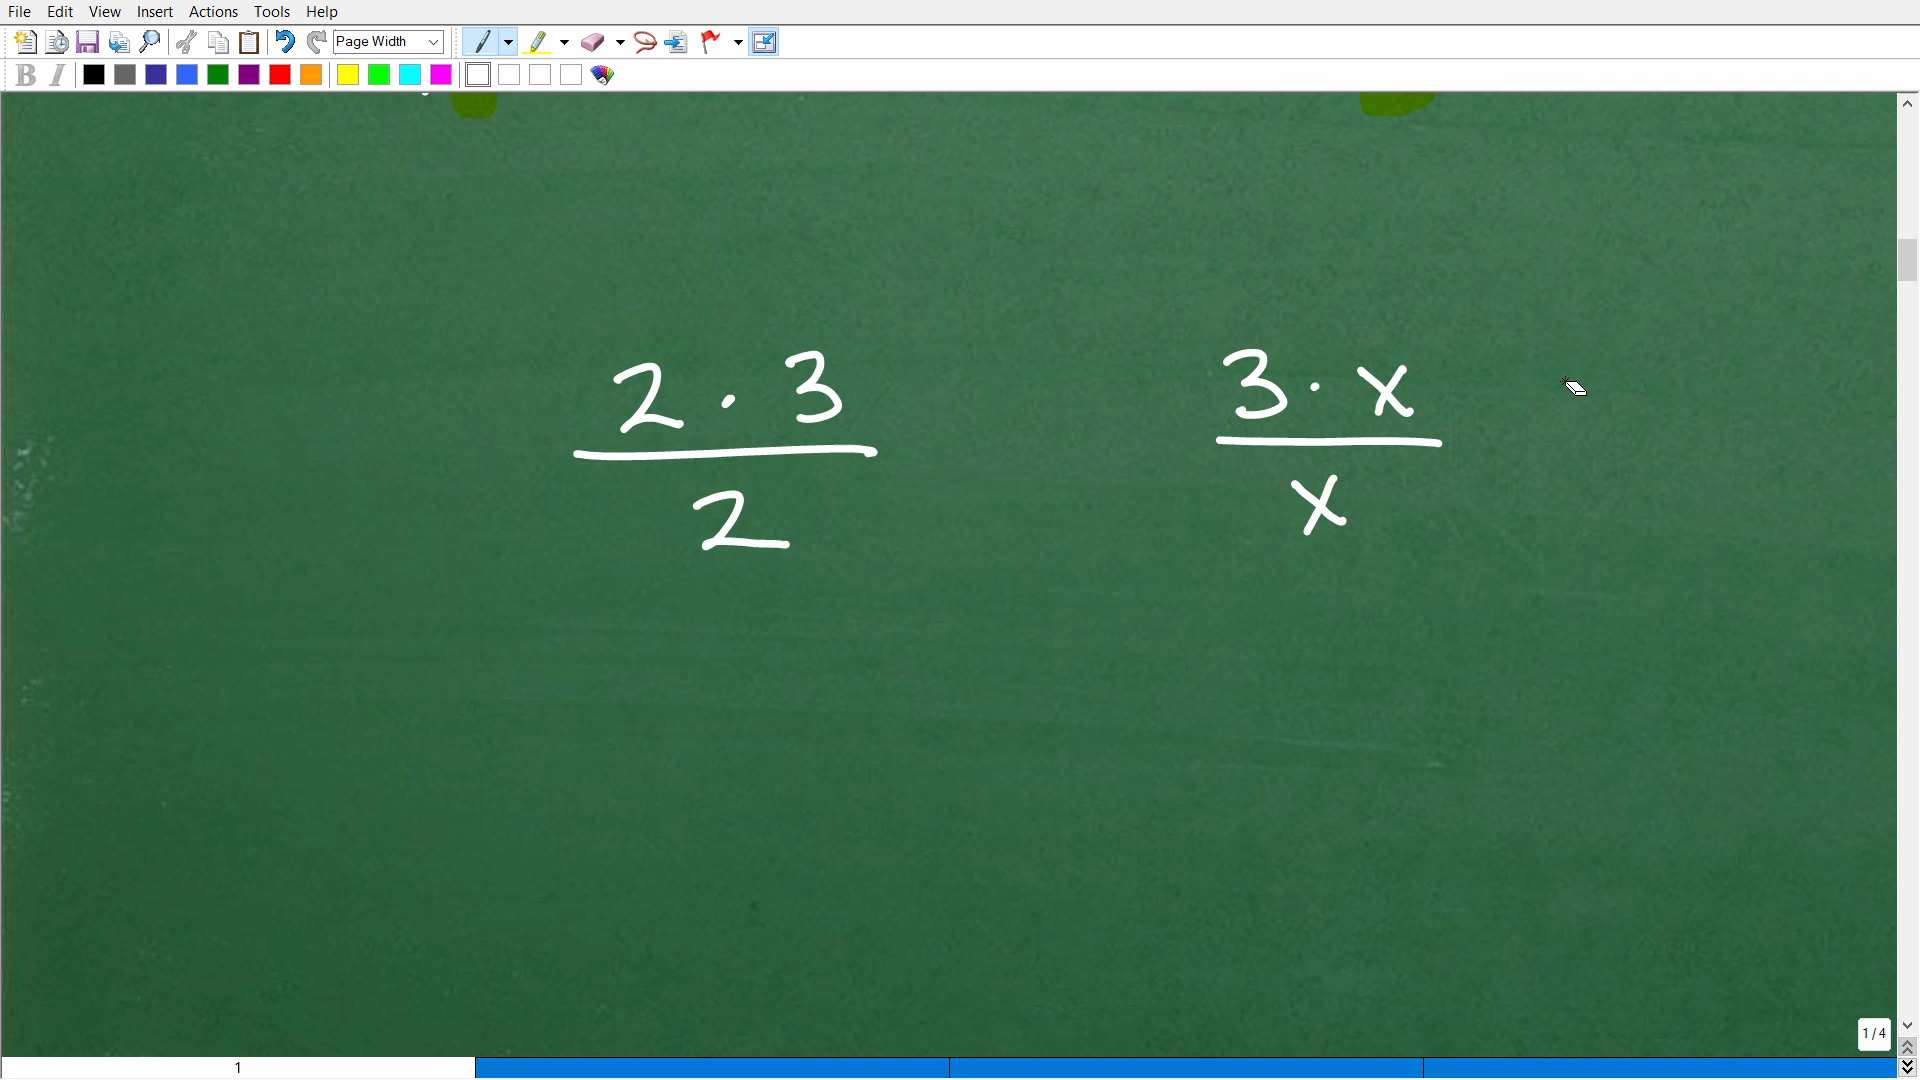 File Edit View Insert Actions Tools Help
Page Width
B I
2 · 3
2
3 · x
x
1 / 4
1